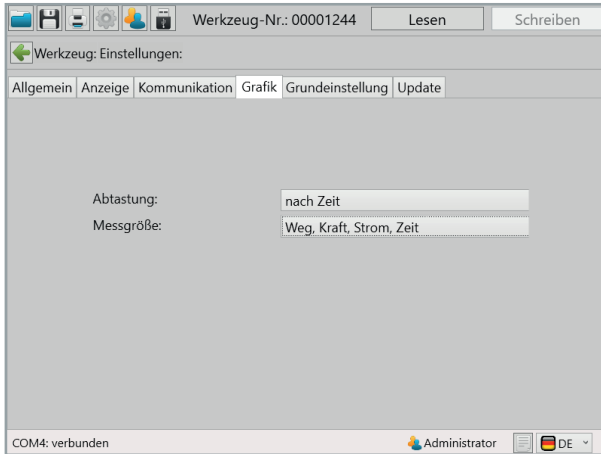 Werkzeug-Nr.: 00001244 Lesen Schreiben
Werkzeug: Einstellungen:
Allgemein Anzeige Kommunikation Grafik Grundeinstellung Update
Abtastung: nach Zeit
Messgröße: Weg, Kraft, Strom, Zeit
COM4: verbunden Administrator DE